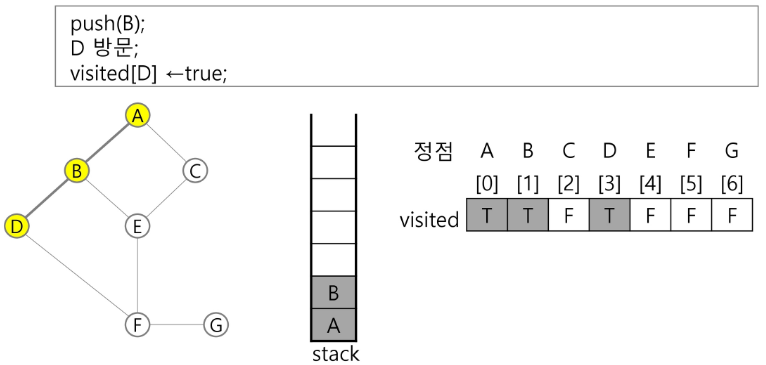 push(B);
D 방문;
visited[D] ←true;
A
B
C
D
E
F
G
B
A
stack
정점 A B C D E F G
[0] [1] [2] [3] [4] [5] [6]
visited T T F T F F F